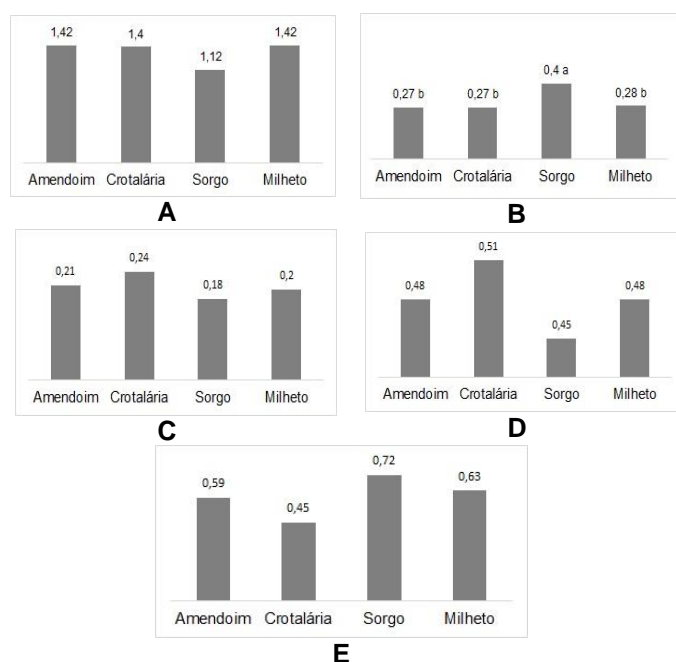 1,42 1,4 1,12 1,42
Amendoim Crotalária Sorgo Milheto
A
0,27 b 0,27 b 0,4 a 0,28 b
Amendoim Crotalária Sorgo Milheto
B
0,21 0,24 0,18 0,2
Amendoim Crotalária Sorgo Milheto
C
0,48 0,51 0,45 0,48
Amendoim Crotalária Sorgo Milheto
D
0,59 0,45 0,72 0,63
Amendoim Crotalária Sorgo Milheto
E